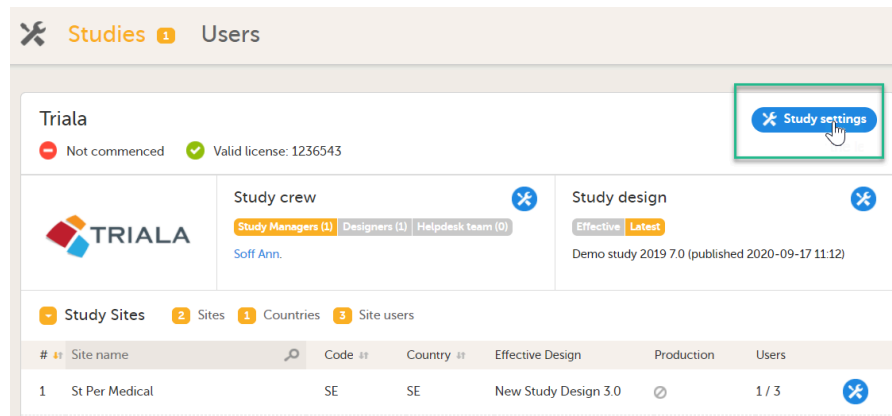 Studies 1 Users
Triala
Study settings
Not commenced Valid license: 1236543
TRIALA
Study crew
Study Managers (1) Designers (1) Helpdesk team (0)
Soff Ann.
Study design
Effective Latest
Demo study 2019 7.0 (published 2020-09-17 11:12)
Study Sites 2 Sites 1 Countries 3 Site users
# Site name Code Country Effective Design Production Users
1 St Per Medical SE SE New Study Design 3.0 1 / 3